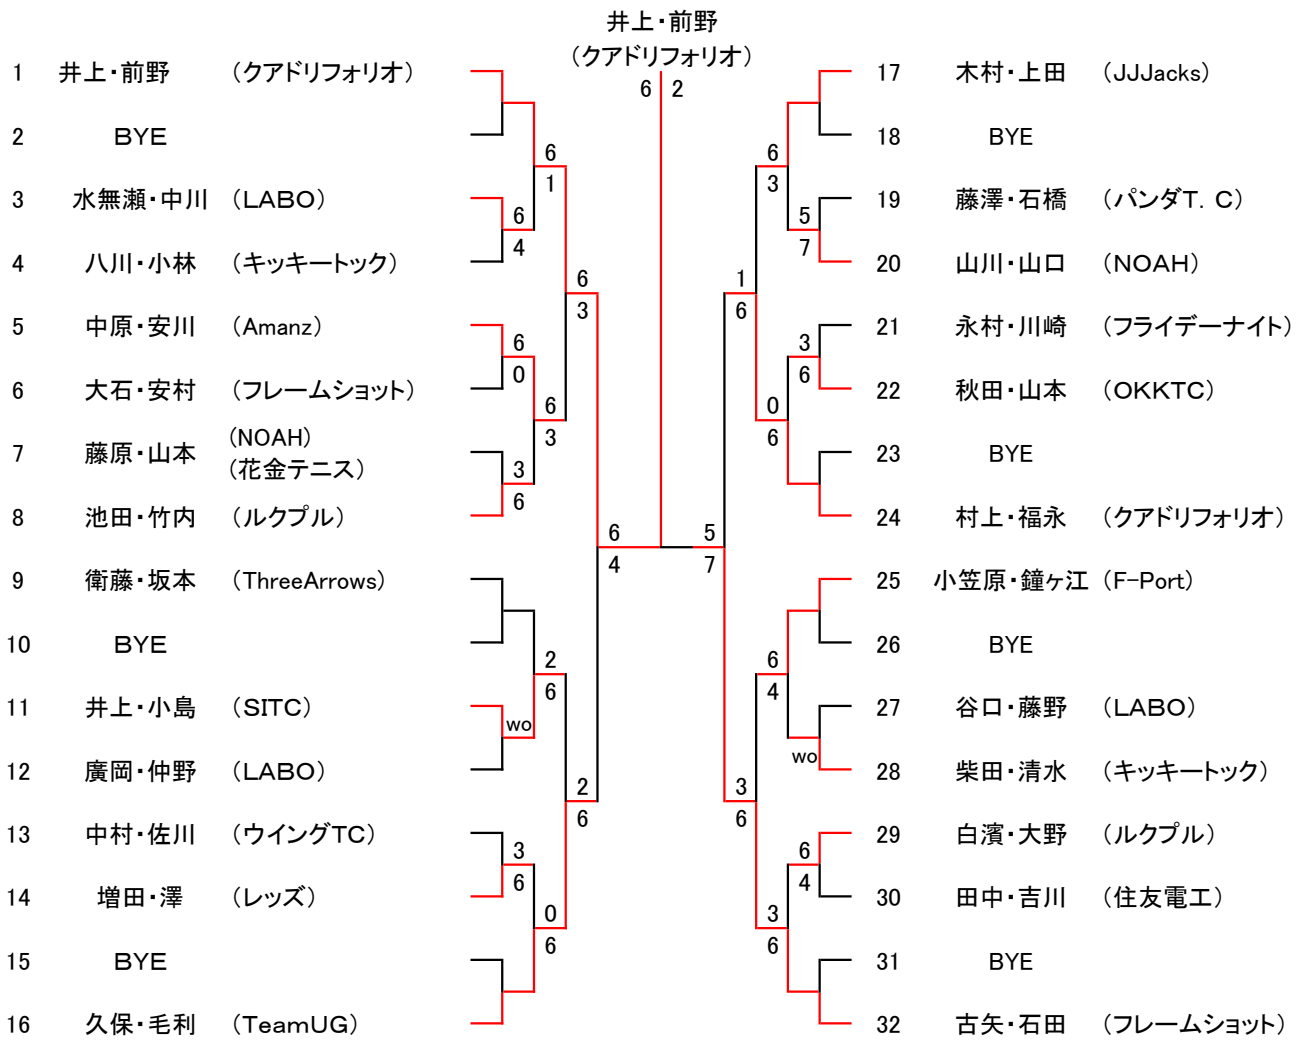 井上・前野
(クアドリフォリオ)
6 2
1 井上・前野 (クアドリフォリオ)
2 BYE
6
1
3 水無瀬・中川 (LABO)
6
4
4 八川・小林 (キッキートック)
6
3
5 中原・安川 (Amanz)
6
0
6 大石・安村 (フレームショット)
6
3
7 藤原・山本 (NOAH)
(花金テニス)
3
6
8 池田・竹内 (ルクプル)
6
4
9 衛藤・坂本 (ThreeArrows)
10 BYE
2
6
11 井上・小島 (SITC)
wo
12 廣岡・仲野 (LABO)
2
6
13 中村・佐川 (ウイングTC)
3
6
14 増田・澤 (レッズ)
0
6
15 BYE
16 久保・毛利 (TeamUG)
17 木村・上田 (JJJacks)
18 BYE
6
3
19 藤澤・石橋 (パンダT. C)
5
7
20 山川・山口 (NOAH)
1
6
21 永村・川崎 (フライデーナイト)
3
6
22 秋田・山本 (OKKTC)
0
6
23 BYE
24 村上・福永 (クアドリフォリオ)
5
7
25 小笠原・鐘ヶ江 (F-Port)
26 BYE
6
4
27 谷口・藤野 (LABO)
wo
28 柴田・清水 (キッキートック)
3
6
29 白濱・大野 (ルクプル)
6
4
30 田中・吉川 (住友電工)
3
6
31 BYE
32 古矢・石田 (フレームショット)